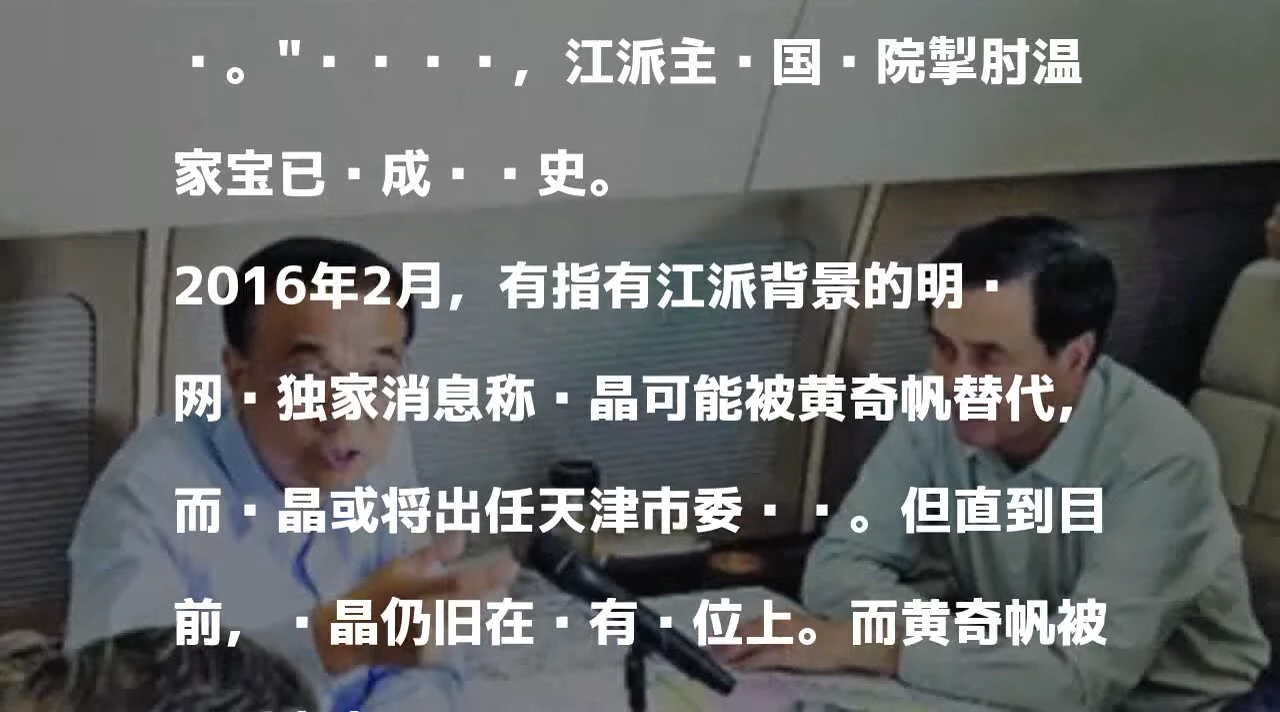 ▪。"▪▪▪▪，江派主▪国▪院掣肘温
家宝已▪成▪▪史。
2016年2月，有指有江派背景的明▪
网▪独家消息称▪晶可能被黄奇帆替代，
而▪晶或将出任天津市委▪▪。但直到目
前，▪晶仍旧在▪有▪位上。而黄奇帆被